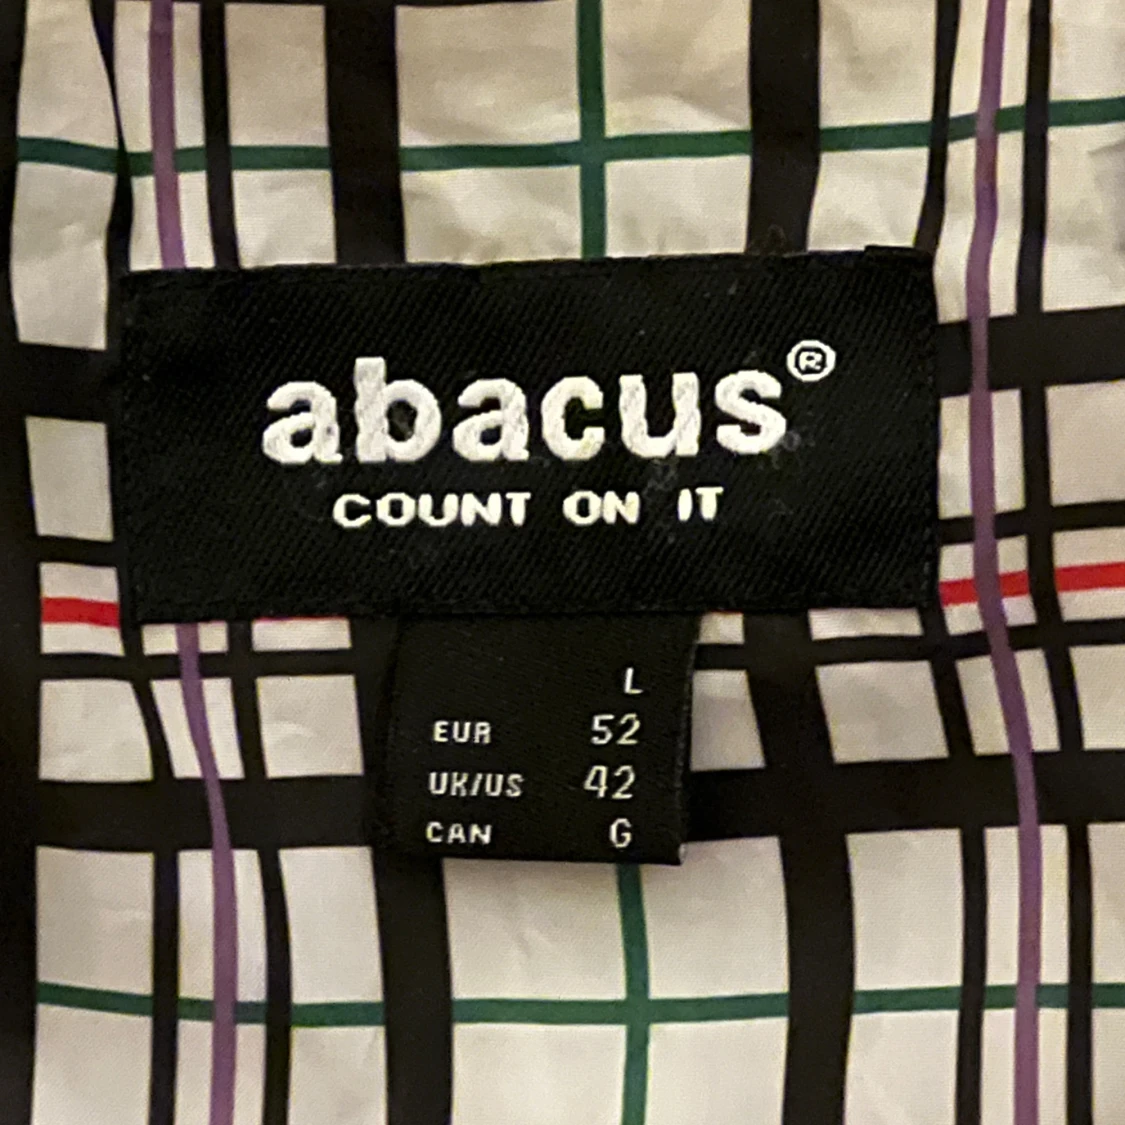 abacus®
COUNT ON IT
L
EUR 52
UK/US 42
CAN G